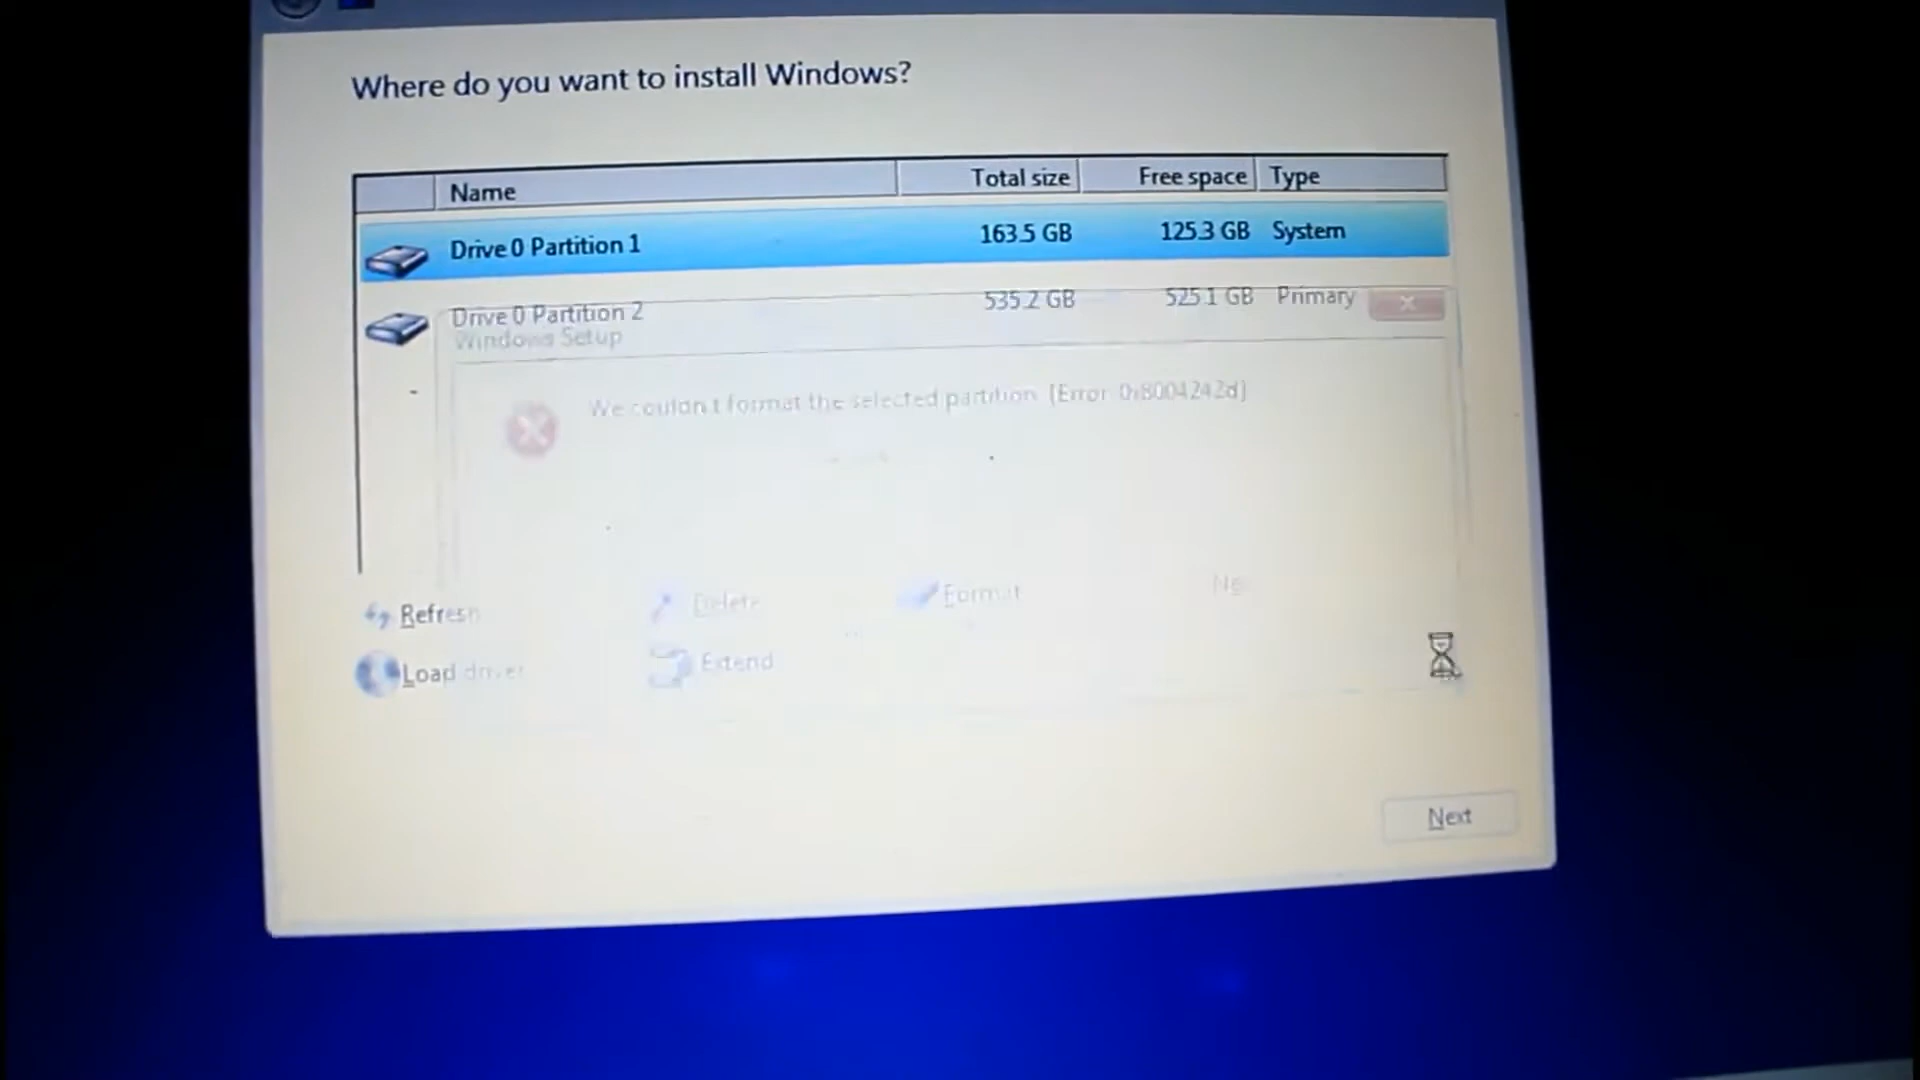 Where do you want to install Windows?
Name Total size Free space Type
Drive 0 Partition 1 163.5 GB 125.3 GB System
Drive 0 Partition 2 535.2 GB 525.1 GB Primary
Windows Setup
We couldn't format the selected partition. [Error: 0x8004242d]
Refresh Delete Format Ne
Load driver Extend
Next